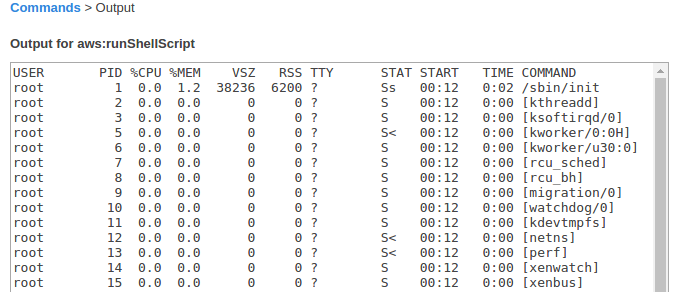 Commands > Output
Output for aws:runShellScript
USER       PID %CPU %MEM    VSZ   RSS TTY      STAT START   TIME COMMAND
root         1  0.0  1.2  38236  6200 ?        Ss   00:12   0:02 /sbin/init
root         2  0.0  0.0      0     0 ?        S    00:12   0:00 [kthreadd]
root         3  0.0  0.0      0     0 ?        S    00:12   0:00 [ksoftirqd/0]
root         5  0.0  0.0      0     0 ?        S<   00:12   0:00 [kworker/0:0H]
root         6  0.0  0.0      0     0 ?        S    00:12   0:00 [kworker/u30:0]
root         7  0.0  0.0      0     0 ?        S    00:12   0:00 [rcu_sched]
root         8  0.0  0.0      0     0 ?        S    00:12   0:00 [rcu_bh]
root         9  0.0  0.0      0     0 ?        S    00:12   0:00 [migration/0]
root        10  0.0  0.0      0     0 ?        S    00:12   0:00 [watchdog/0]
root        11  0.0  0.0      0     0 ?        S    00:12   0:00 [kdevtmpfs]
root        12  0.0  0.0      0     0 ?        S<   00:12   0:00 [netns]
root        13  0.0  0.0      0     0 ?        S<   00:12   0:00 [perf]
root        14  0.0  0.0      0     0 ?        S    00:12   0:00 [xenwatch]
root        15  0.0  0.0      0     0 ?        S    00:12   0:00 [xenbus]